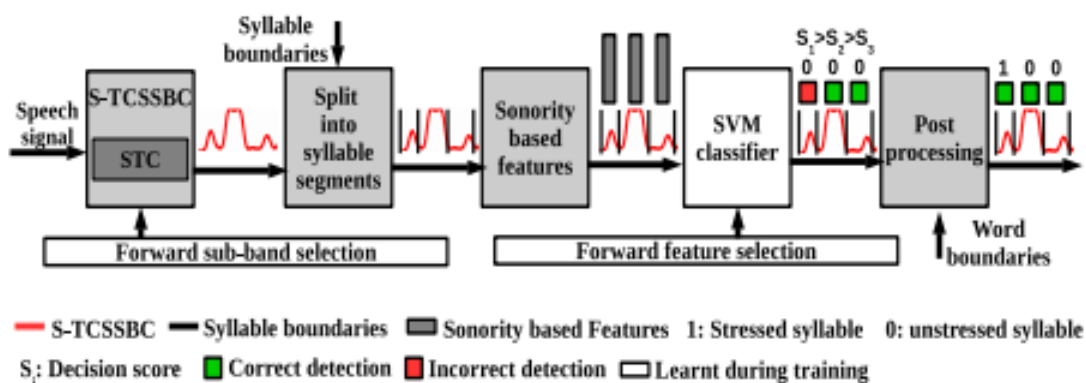 Syllable boundaries
S₁>S₂>S₃
0 0 0
1 0 0
Speech signal
S-TCSSBC
STC
Split into syllable segments
Sonority based features
SVM classifier
Post processing
Forward sub-band selection
Forward feature selection
Word boundaries
S-TCSSBC
Syllable boundaries
Sonority based Features
1: Stressed syllable
0: unstressed syllable
Sᵢ: Decision score
Correct detection
Incorrect detection
Learnt during training